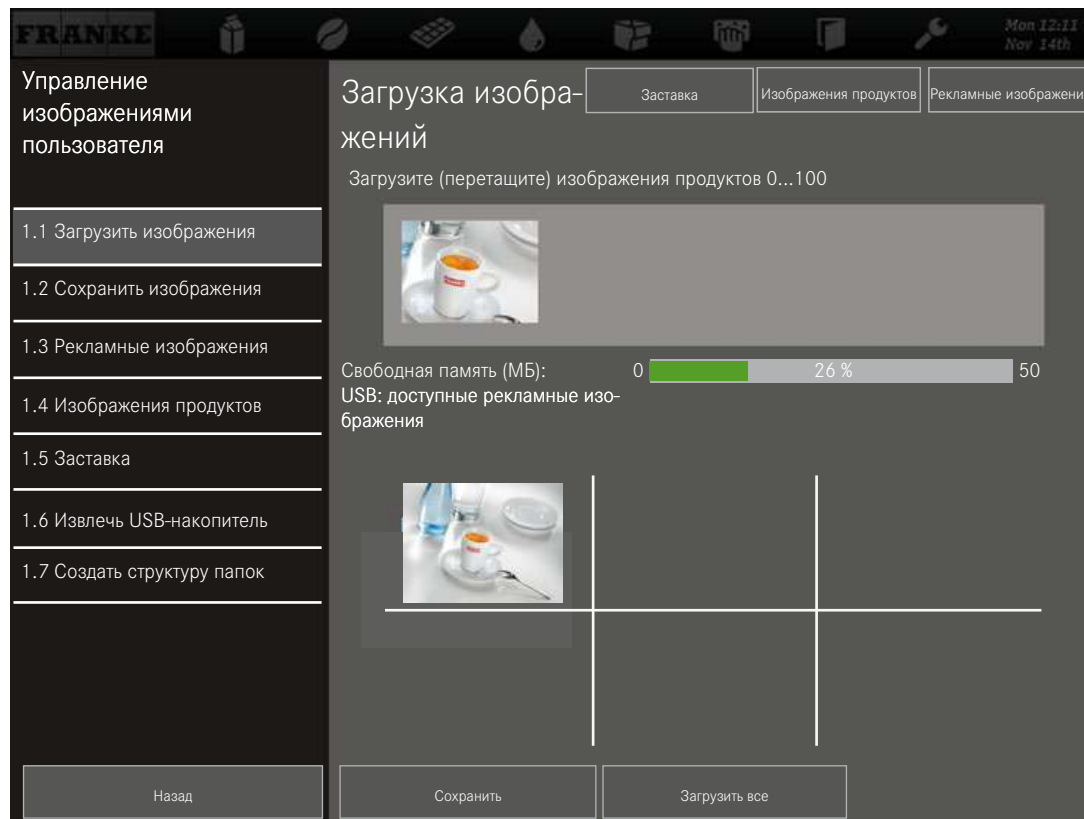 FRANKE
Mon 12:11
Nov 14th
Управление
изображениями
пользователя
1.1 Загрузить изображения
1.2 Сохранить изображения
1.3 Рекламные изображения
1.4 Изображения продуктов
1.5 Заставка
1.6 Извлечь USB-накопитель
1.7 Создать структуру папок
Назад
Загрузка изобра-
жений
Заставка
Изображения продуктов
Рекламные изображени
Загрузите (перетащите) изображения продуктов 0...100
Свободная память (МБ):
0
26 %
50
USB: доступные рекламные изо-
бражения
Сохранить
Загрузить все